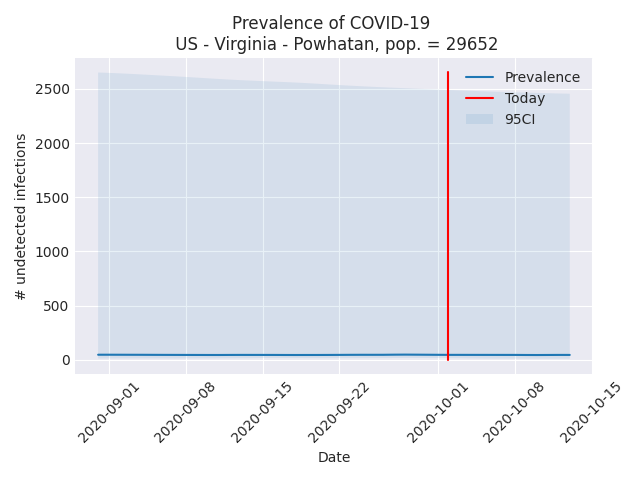 Prevalence of COVID-19
US - Virginia - Powhatan, pop. = 29652
Prevalence
Today
95CI
# undetected infections
2500
2000
1500
1000
500
0
2020-09-01
2020-09-08
2020-09-15
2020-09-22
2020-10-01
2020-10-08
2020-10-15
Date